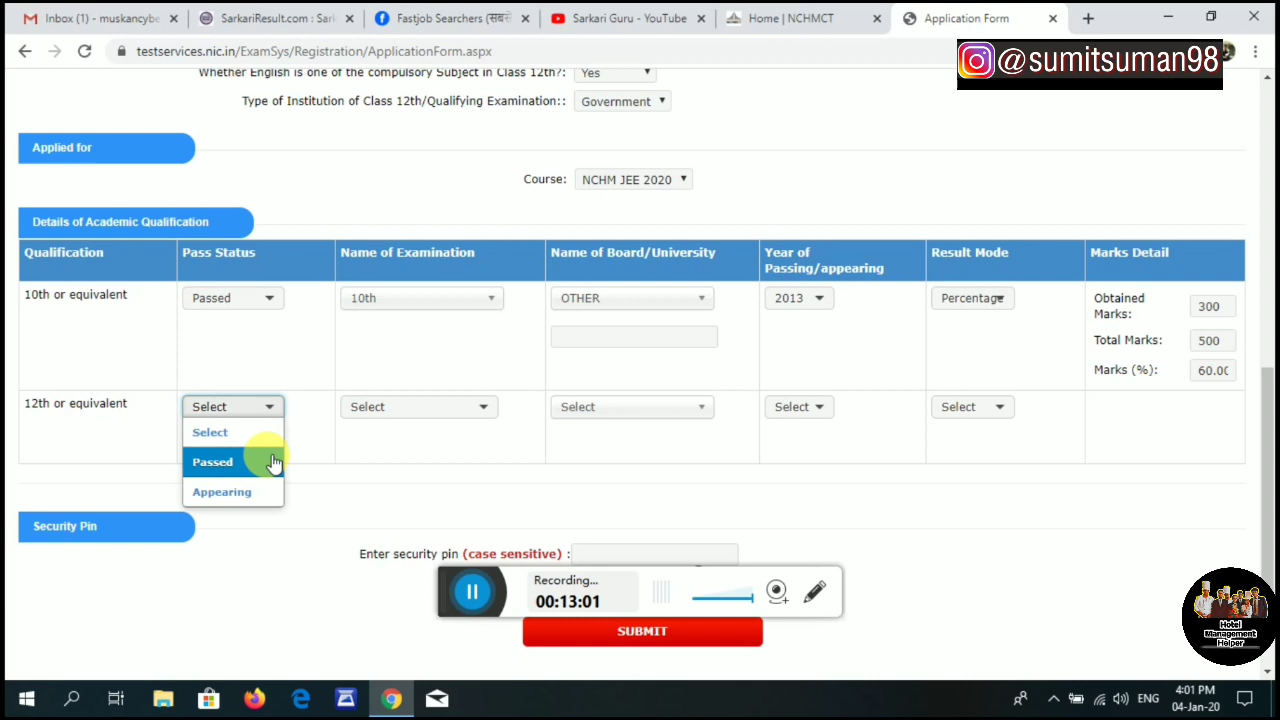 Inbox (1) - muskancybe
SarkariResult.com : Sark
Fastjob Searchers (सबसे
Sarkari Guru - YouTube
Home | NCHMCT
Application Form
testservices.nic.in/ExamSys/Registration/ApplicationForm.aspx
@sumitsuman98
Whether English is one of the compulsory Subject in Class 12th?: Yes
Type of Institution of Class 12th/Qualifying Examination:: Government
Applied for
Course: NCHM JEE 2020
Details of Academic Qualification
Qualification
Pass Status
Name of Examination
Name of Board/University
Year of
Passing/appearing
Result Mode
Marks Detail
10th or equivalent
Passed
10th
OTHER
2013
Percentage
Obtained
Marks:
300
Total Marks:
500
Marks (%):
60.00
12th or equivalent
Select
Select
Select
Select
Select
Select
Passed
Appearing
Security Pin
Enter security pin (case sensitive) :
Recording...
00:13:01
SUBMIT
Hotel
Management
Helper
ENG
4:01 PM
04-Jan-20